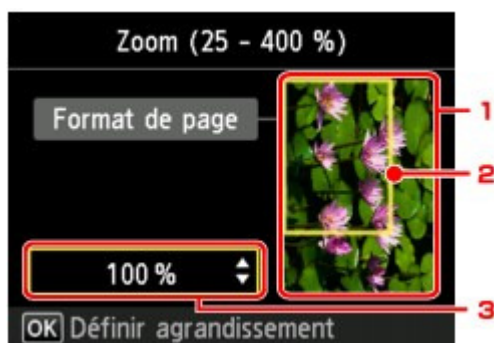 Zoom (25 - 400 %)
Format de page
1
2
100 %
3
OK Définir agrandissement